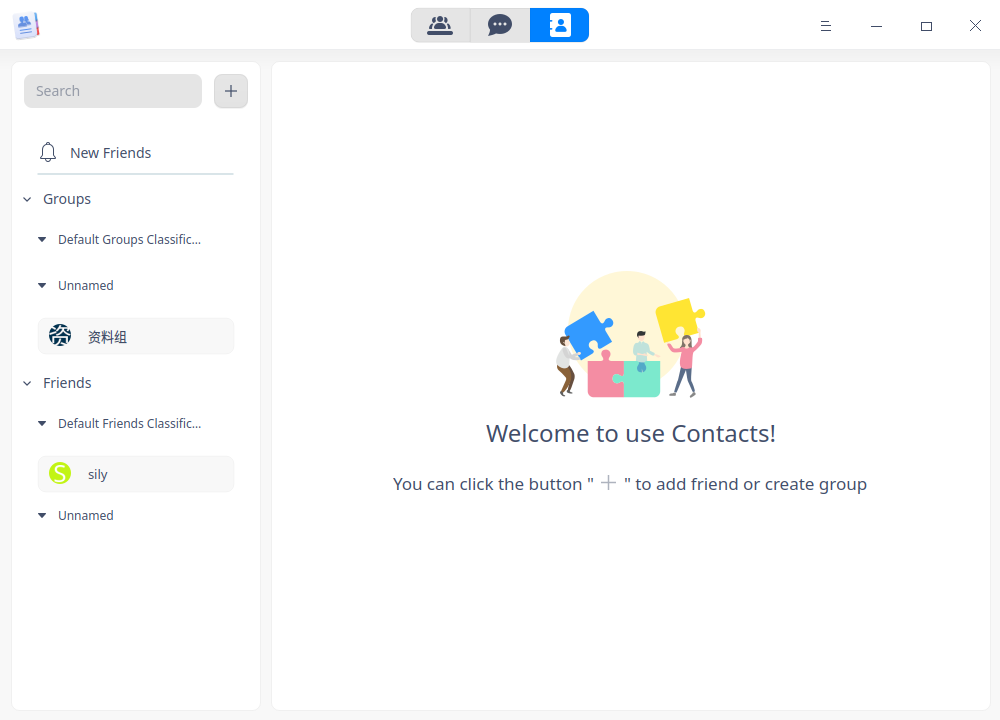 Search
New Friends
Groups
Default Groups Classific...
Unnamed
资
资料组
Friends
Default Friends Classific...
S
sily
Unnamed
Welcome to use Contacts!
You can click the button " + " to add friend or create group